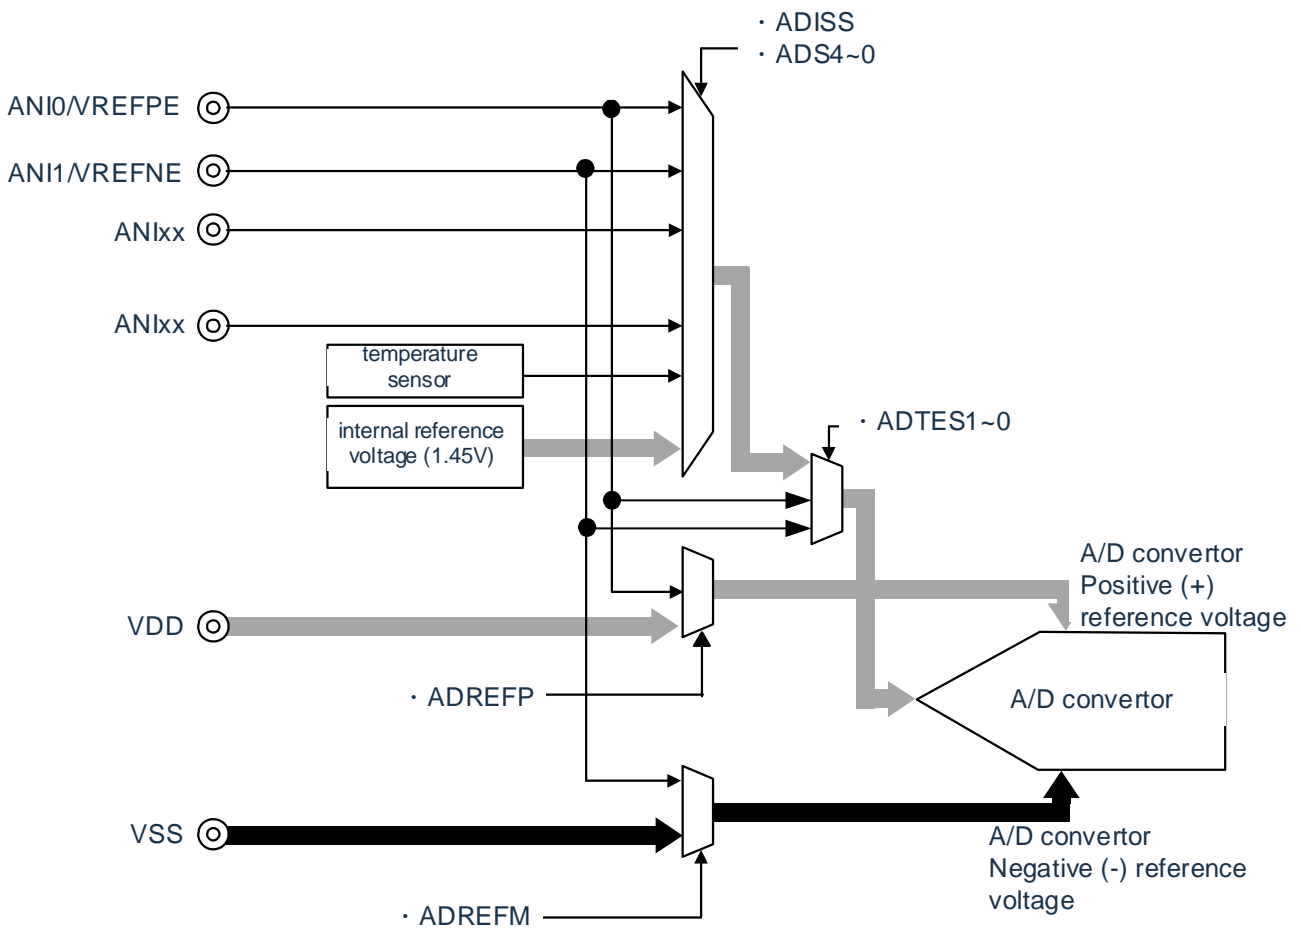 · ADISS
· ADS4~0
ANI0/VREFPE
ANI1/VREFNE
ANIxx
ANIxx
temperature
sensor
internal reference
voltage (1.45V)
· ADTES1~0
A/D convertor
Positive (+)
reference voltage
VDD
· ADREFP
A/D convertor
VSS
A/D convertor
Negative (-) reference
voltage
· ADREFM